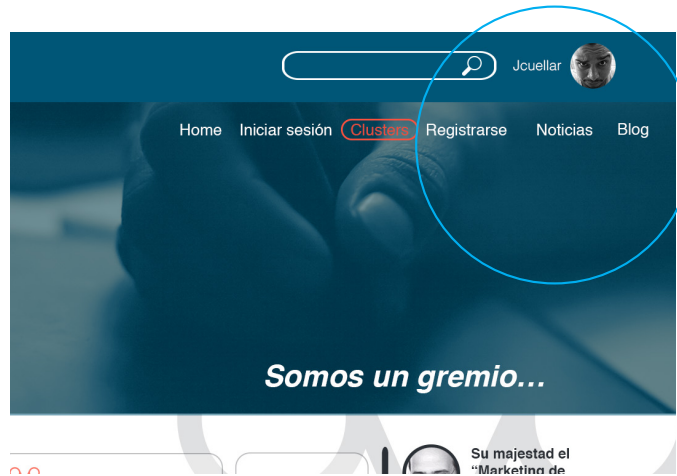 Jcuellar
Home Iniciar sesión Clusters Registrarse Noticias Blog
Somos un gremio...
Su majestad el
“Marketing de